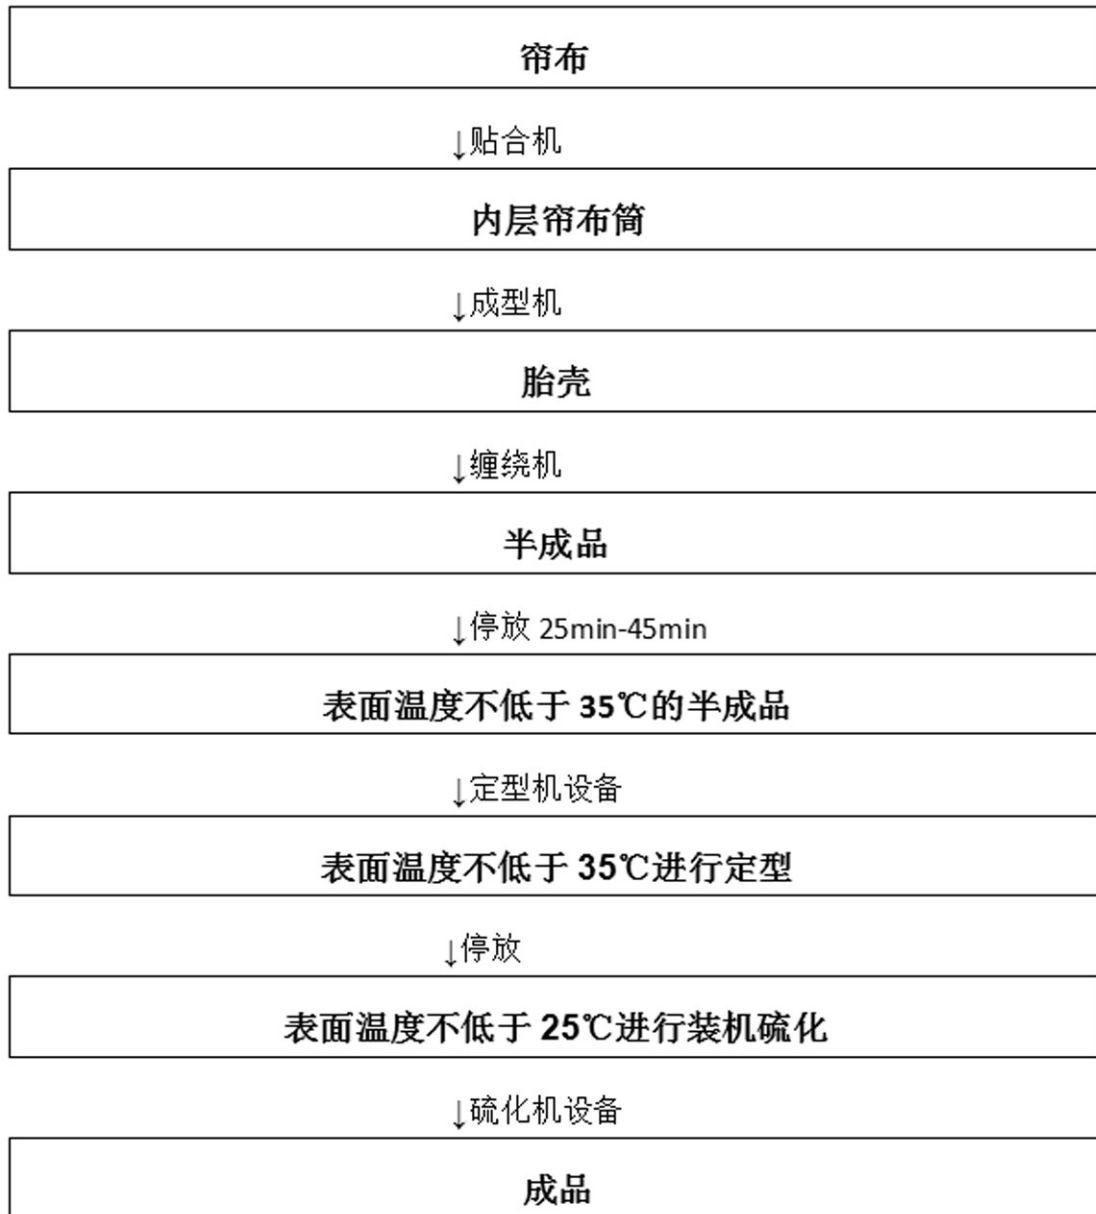 帘布
↓贴合机
内层帘布筒
↓成型机
胎壳
↓缠绕机
半成品
↓停放 25min-45min
表面温度不低于 35℃的半成品
↓定型机设备
表面温度不低于 35℃进行定型
↓停放
表面温度不低于 25℃进行装机硫化
↓硫化机设备
成品